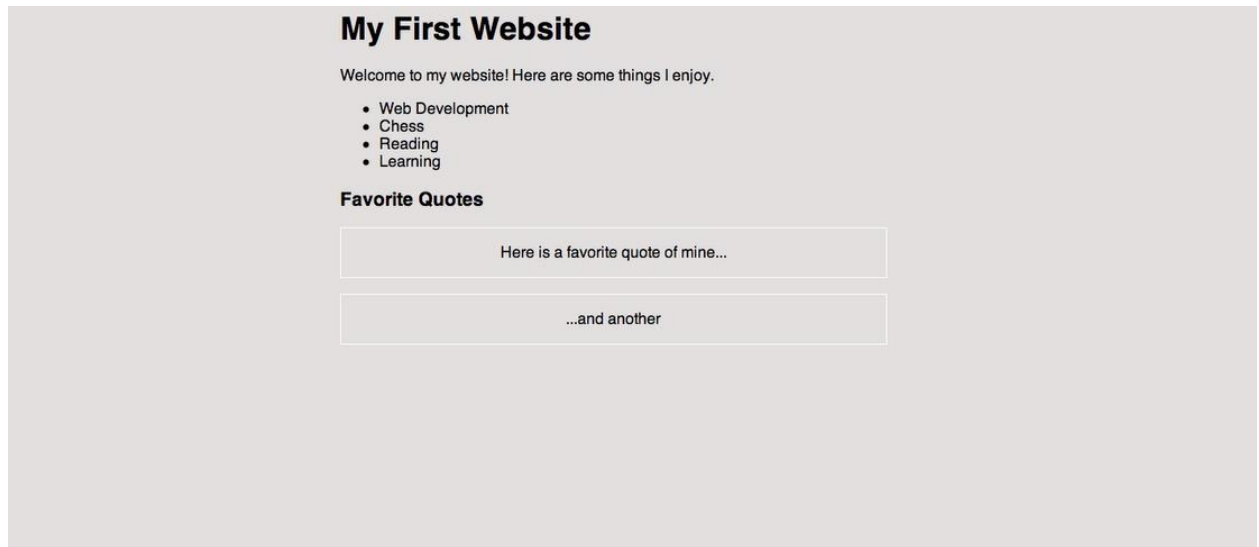 My First Website
Welcome to my website! Here are some things I enjoy.
• Web Development
• Chess
• Reading
• Learning
Favorite Quotes
Here is a favorite quote of mine...
...and another